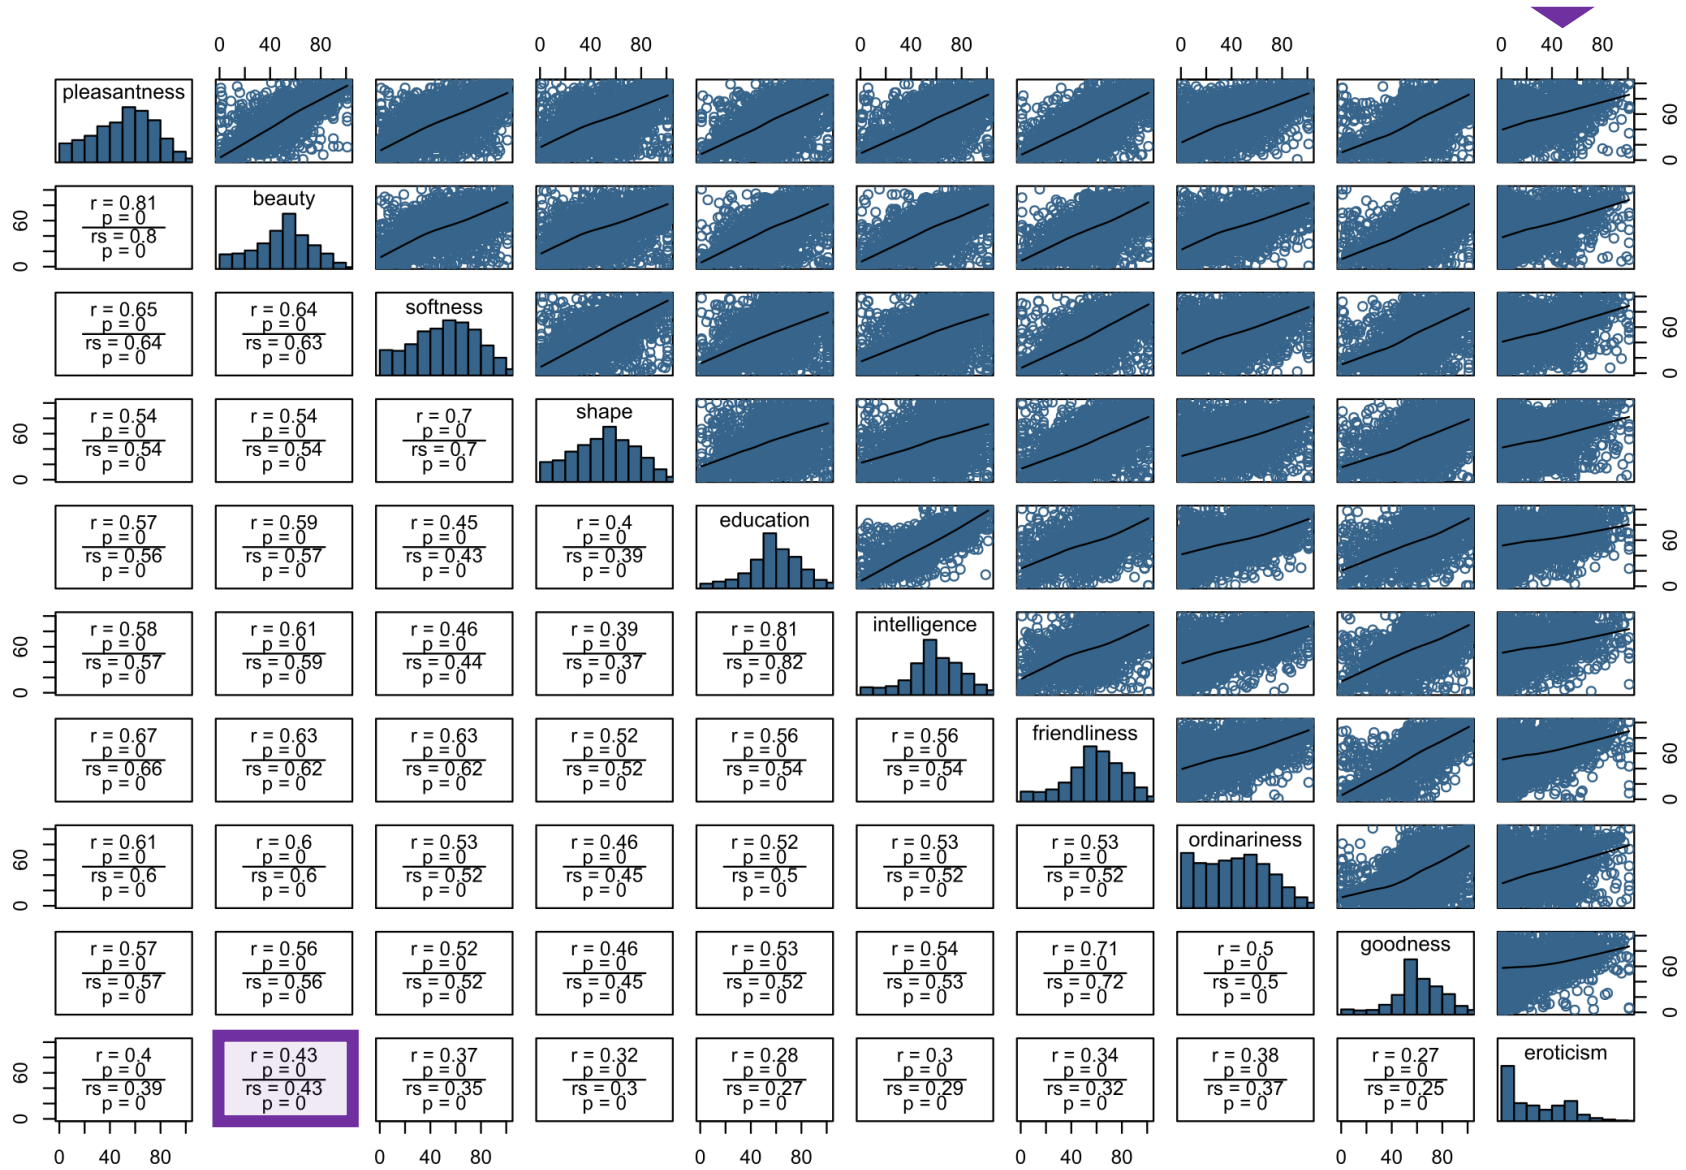 0 40 80 0 40 80 0 40 80 0 40 80 0 40 80
pleasantness
0 60
r = 0.81
p = 0
rs = 0.8
p = 0
beauty
0 60
r = 0.65
p = 0
rs = 0.64
p = 0
r = 0.64
p = 0
rs = 0.63
p = 0
softness
0 60
r = 0.54
p = 0
rs = 0.54
p = 0
r = 0.54
p = 0
rs = 0.54
p = 0
r = 0.7
p = 0
rs = 0.7
p = 0
shape
0 60
r = 0.57
p = 0
rs = 0.56
p = 0
r = 0.59
p = 0
rs = 0.57
p = 0
r = 0.45
p = 0
rs = 0.43
p = 0
r = 0.4
p = 0
rs = 0.39
p = 0
education
0 60
r = 0.58
p = 0
rs = 0.57
p = 0
r = 0.61
p = 0
rs = 0.59
p = 0
r = 0.46
p = 0
rs = 0.44
p = 0
r = 0.39
p = 0
rs = 0.37
p = 0
r = 0.81
p = 0
rs = 0.82
p = 0
intelligence
0 60
r = 0.67
p = 0
rs = 0.66
p = 0
r = 0.63
p = 0
rs = 0.62
p = 0
r = 0.63
p = 0
rs = 0.62
p = 0
r = 0.52
p = 0
rs = 0.52
p = 0
r = 0.56
p = 0
rs = 0.54
p = 0
r = 0.56
p = 0
rs = 0.54
p = 0
friendliness
0 60
r = 0.61
p = 0
rs = 0.6
p = 0
r = 0.6
p = 0
rs = 0.6
p = 0
r = 0.53
p = 0
rs = 0.52
p = 0
r = 0.46
p = 0
rs = 0.45
p = 0
r = 0.52
p = 0
rs = 0.5
p = 0
r = 0.53
p = 0
rs = 0.52
p = 0
r = 0.53
p = 0
rs = 0.52
p = 0
ordinariness
0 60
r = 0.57
p = 0
rs = 0.57
p = 0
r = 0.56
p = 0
rs = 0.56
p = 0
r = 0.52
p = 0
rs = 0.52
p = 0
r = 0.46
p = 0
rs = 0.45
p = 0
r = 0.53
p = 0
rs = 0.52
p = 0
r = 0.54
p = 0
rs = 0.53
p = 0
r = 0.71
p = 0
rs = 0.72
p = 0
r = 0.5
p = 0
rs = 0.5
p = 0
goodness
0 60
r = 0.4
p = 0
rs = 0.39
p = 0
r = 0.43
p = 0
rs = 0.43
p = 0
r = 0.37
p = 0
rs = 0.35
p = 0
r = 0.32
p = 0
rs = 0.3
p = 0
r = 0.28
p = 0
rs = 0.27
p = 0
r = 0.3
p = 0
rs = 0.29
p = 0
r = 0.34
p = 0
rs = 0.32
p = 0
r = 0.38
p = 0
rs = 0.37
p = 0
r = 0.27
p = 0
rs = 0.25
p = 0
eroticism
0 60
0 40 80 0 40 80 0 40 80 0 40 80 0 40 80